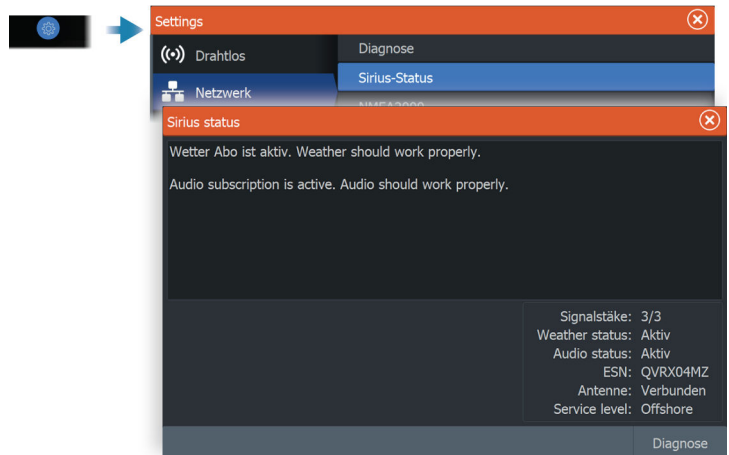 Settings
Drahtlos
Diagnose
Sirius-Status
Netzwerk
NMEA2000
Sirius status
Wetter Abo ist aktiv. Weather should work properly.
Audio subscription is active. Audio should work properly.
Signalstäke: 3/3
Weather status: Aktiv
Audio status: Aktiv
ESN: QVRX04MZ
Antenne: Verbunden
Service level: Offshore
Diagnose